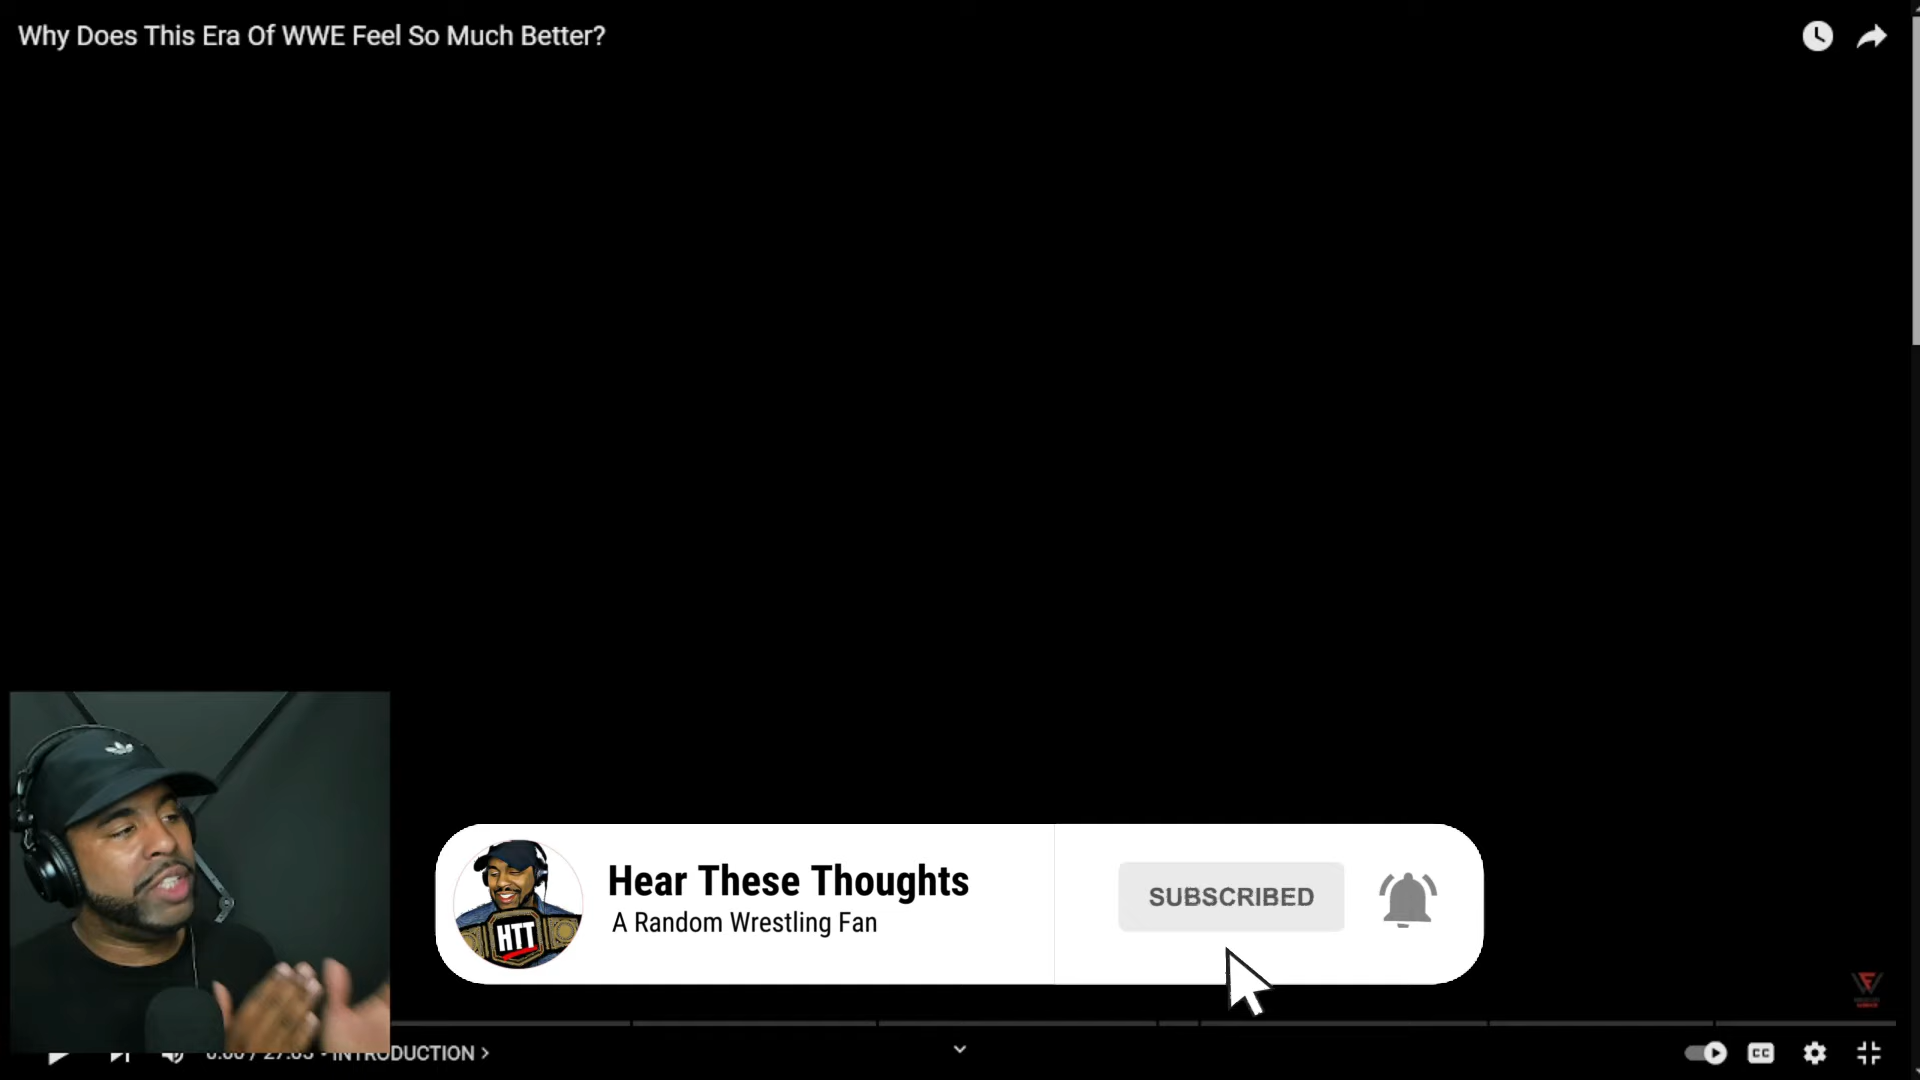 Why Does This Era Of WWE Feel So Much Better?
Hear These Thoughts
A Random Wrestling Fan
HTT
SUBSCRIBED
INTRODUCTION >
CC